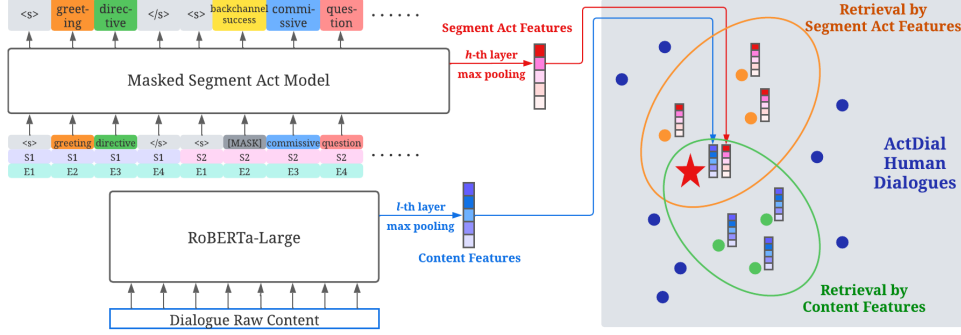 <s> greet- ing direc- tive </s> <s> backchannel success commi- ssive ques- tion ......
Masked Segment Act Model
Segment Act Features
h-th layer
max pooling
<s> greeting directive </s> <s> [MASK] commissive question
S1 S1 S1 S1 S2 S2 S2 S2 ......
E1 E2 E3 E4 E1 E2 E3 E4
RoBERTa-Large
l-th layer
max pooling
Content Features
Dialogue Raw Content
Retrieval by
Segment Act Features
ActDial
Human
Dialogues
Retrieval by
Content Features